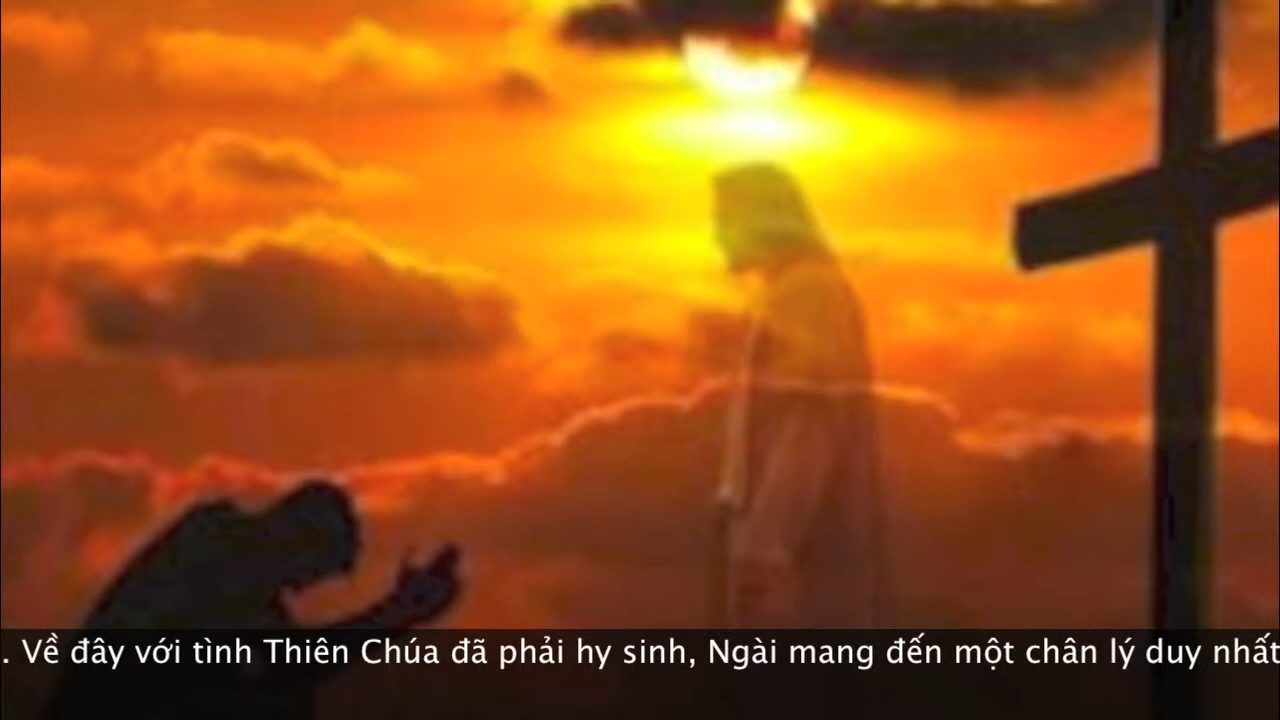 . Về đây với tình Thiên Chúa đã phải hy sinh, Ngài mang đến một chân lý duy nhất